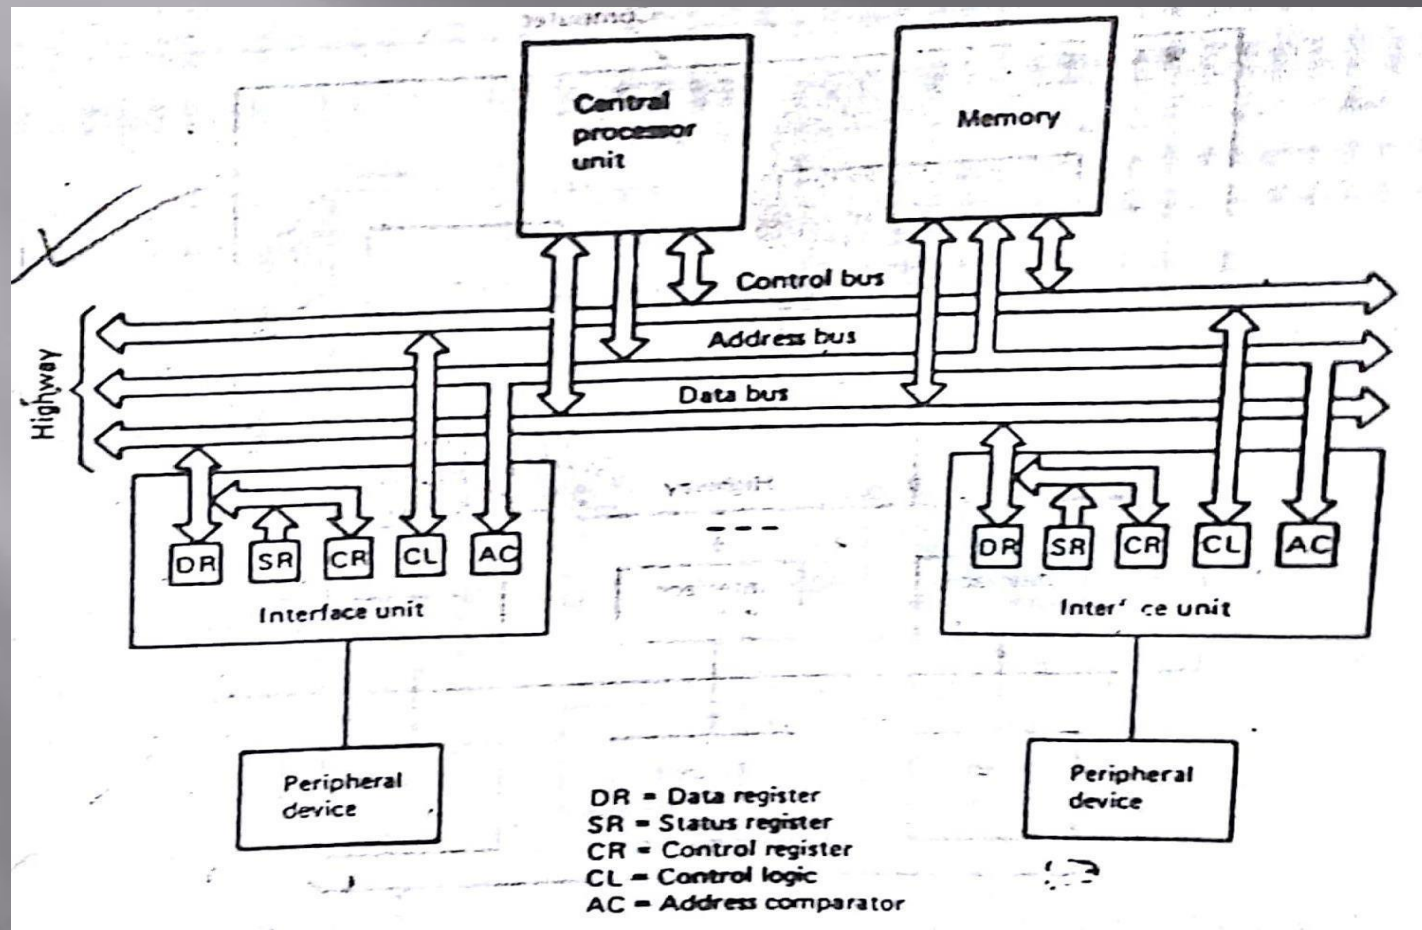 Central
processor
unit
Memory
Control bus
Address bus
Data bus
Highway
DR SR CR CL AC
Interface unit
DR SR CR CL AC
unit
Peripheral
device
Peripheral
device
DR = Data register
SR = Status register
CR = Control register
CL = Control logic
AC = Address comparator